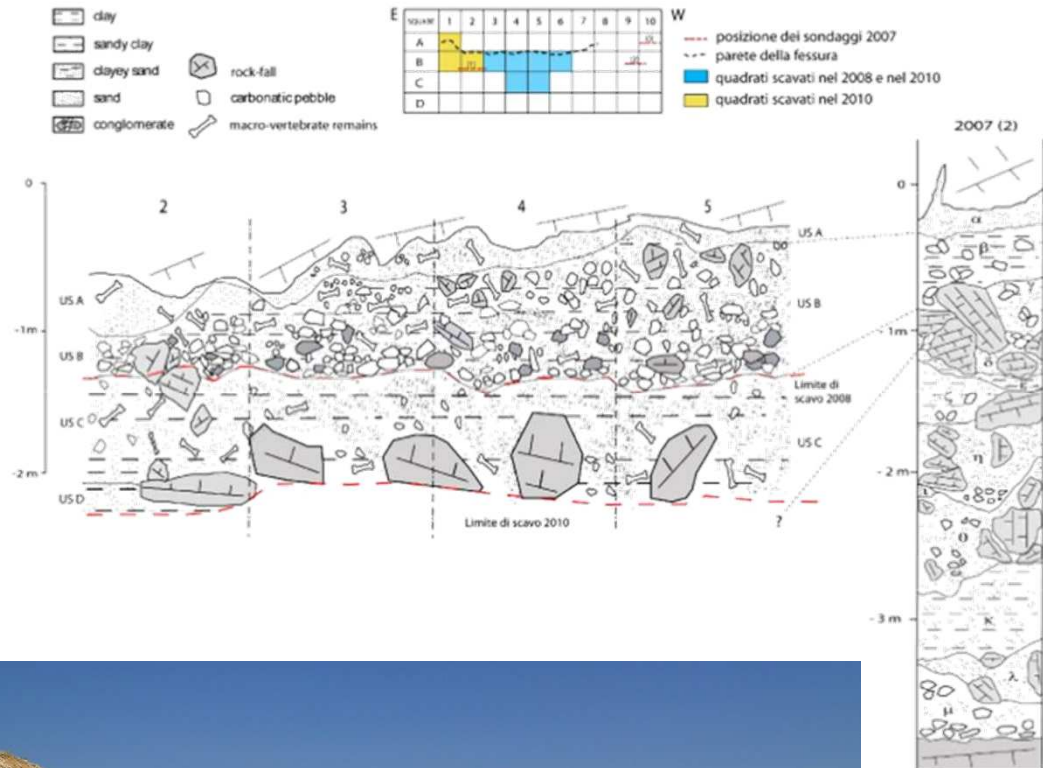 clay
sandy clay
clayey sand
sand
conglomerate
rock-fall
carbonatic pebble
macro-vertebrate remains
E
W
1 2 3 4 5 6 7 8 9 10
A
B
C
D
posizione dei sondaggi 2007
parete della fessura
quadrati scavati nel 2008 e nel 2010
quadrati scavati nel 2010
2007 (2)
0
2
3
4
5
US A
US A
-1m
US B
US B
Limite di
scavo 2008
US C
US C
-2 m
US D
Limite di scavo 2010
?
0
α
β
-1m
δ
ε
-2 m
η
θ
-3 m
κ
λ
μ